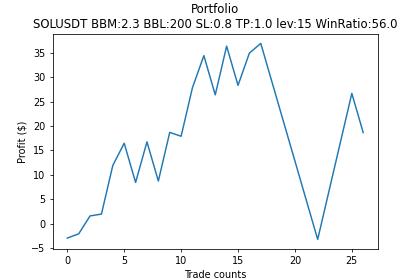 Portfolio
SOLUSDT BBM:2.3 BBL:200 SL:0.8 TP:1.0 lev:15 WinRatio:56.0
35
30
25
20
15
10
5
0
−5
Profit ($)
0 5 10 15 20 25
Trade counts